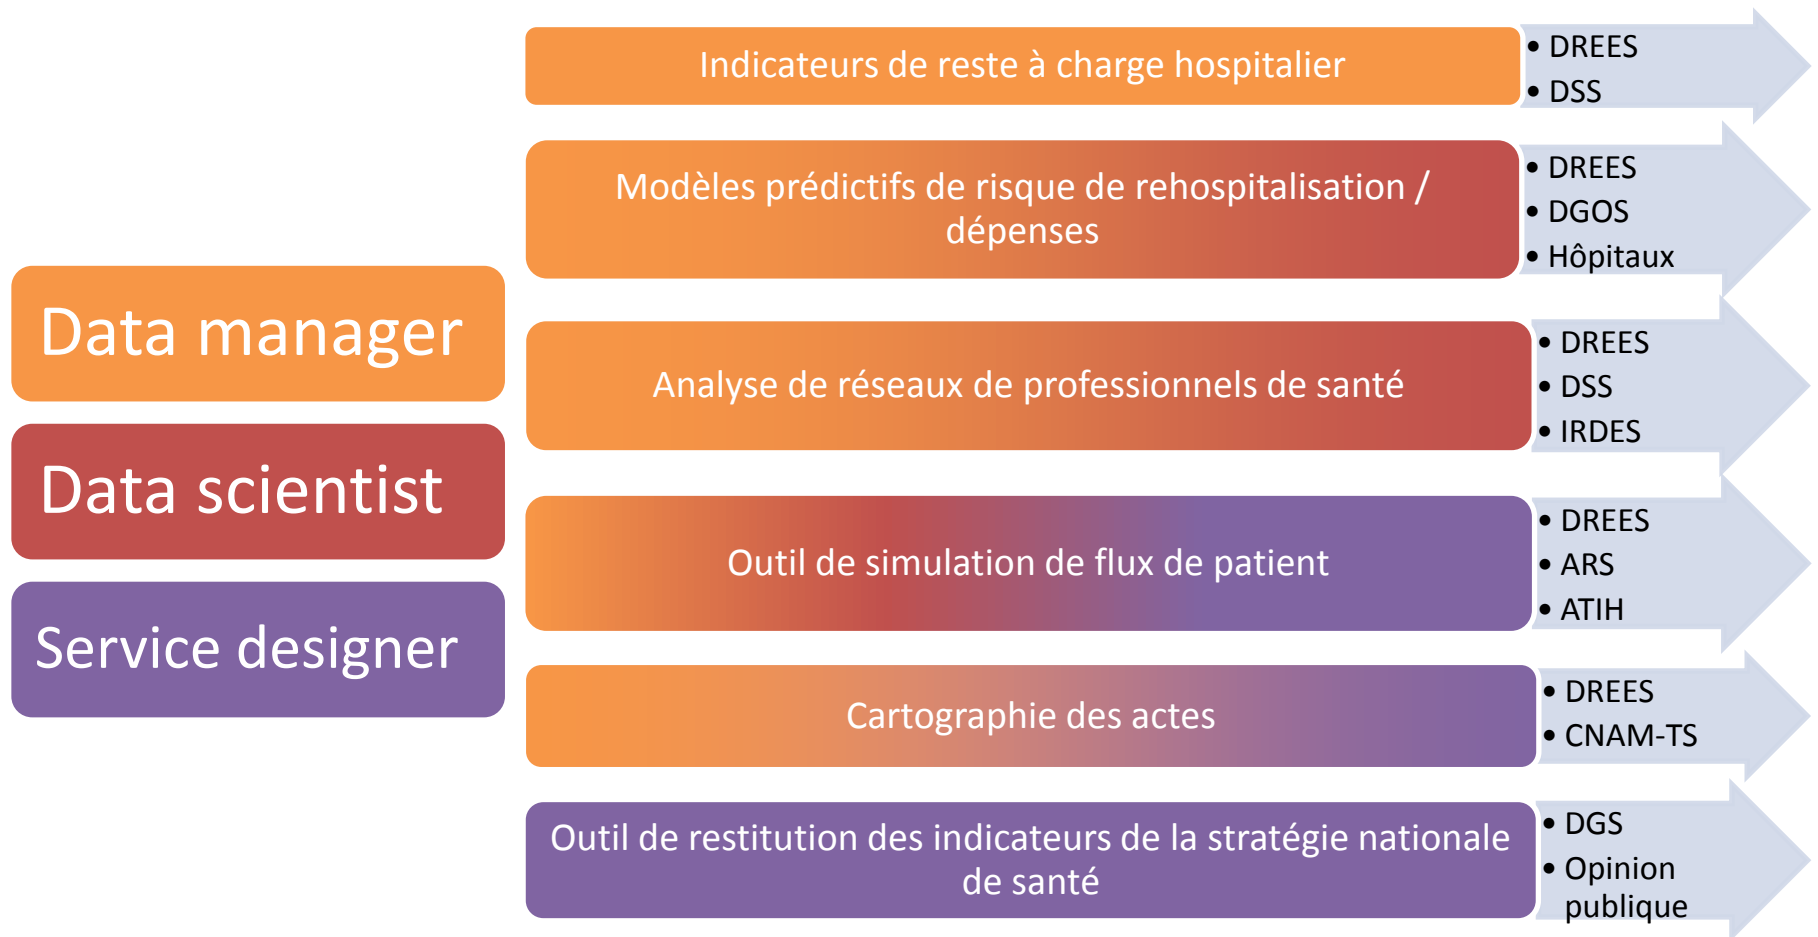 Data manager
Data scientist
Service designer
Indicateurs de reste à charge hospitalier
• DREES
• DSS
Modèles prédictifs de risque de rehospitalisation /
dépenses
• DREES
• DGOS
• Hôpitaux
Analyse de réseaux de professionnels de santé
• DREES
• DSS
• IRDES
Outil de simulation de flux de patient
• DREES
• ARS
• ATIH
Cartographie des actes
• DREES
• CNAM-TS
Outil de restitution des indicateurs de la stratégie nationale
de santé
• DGS
• Opinion
publique